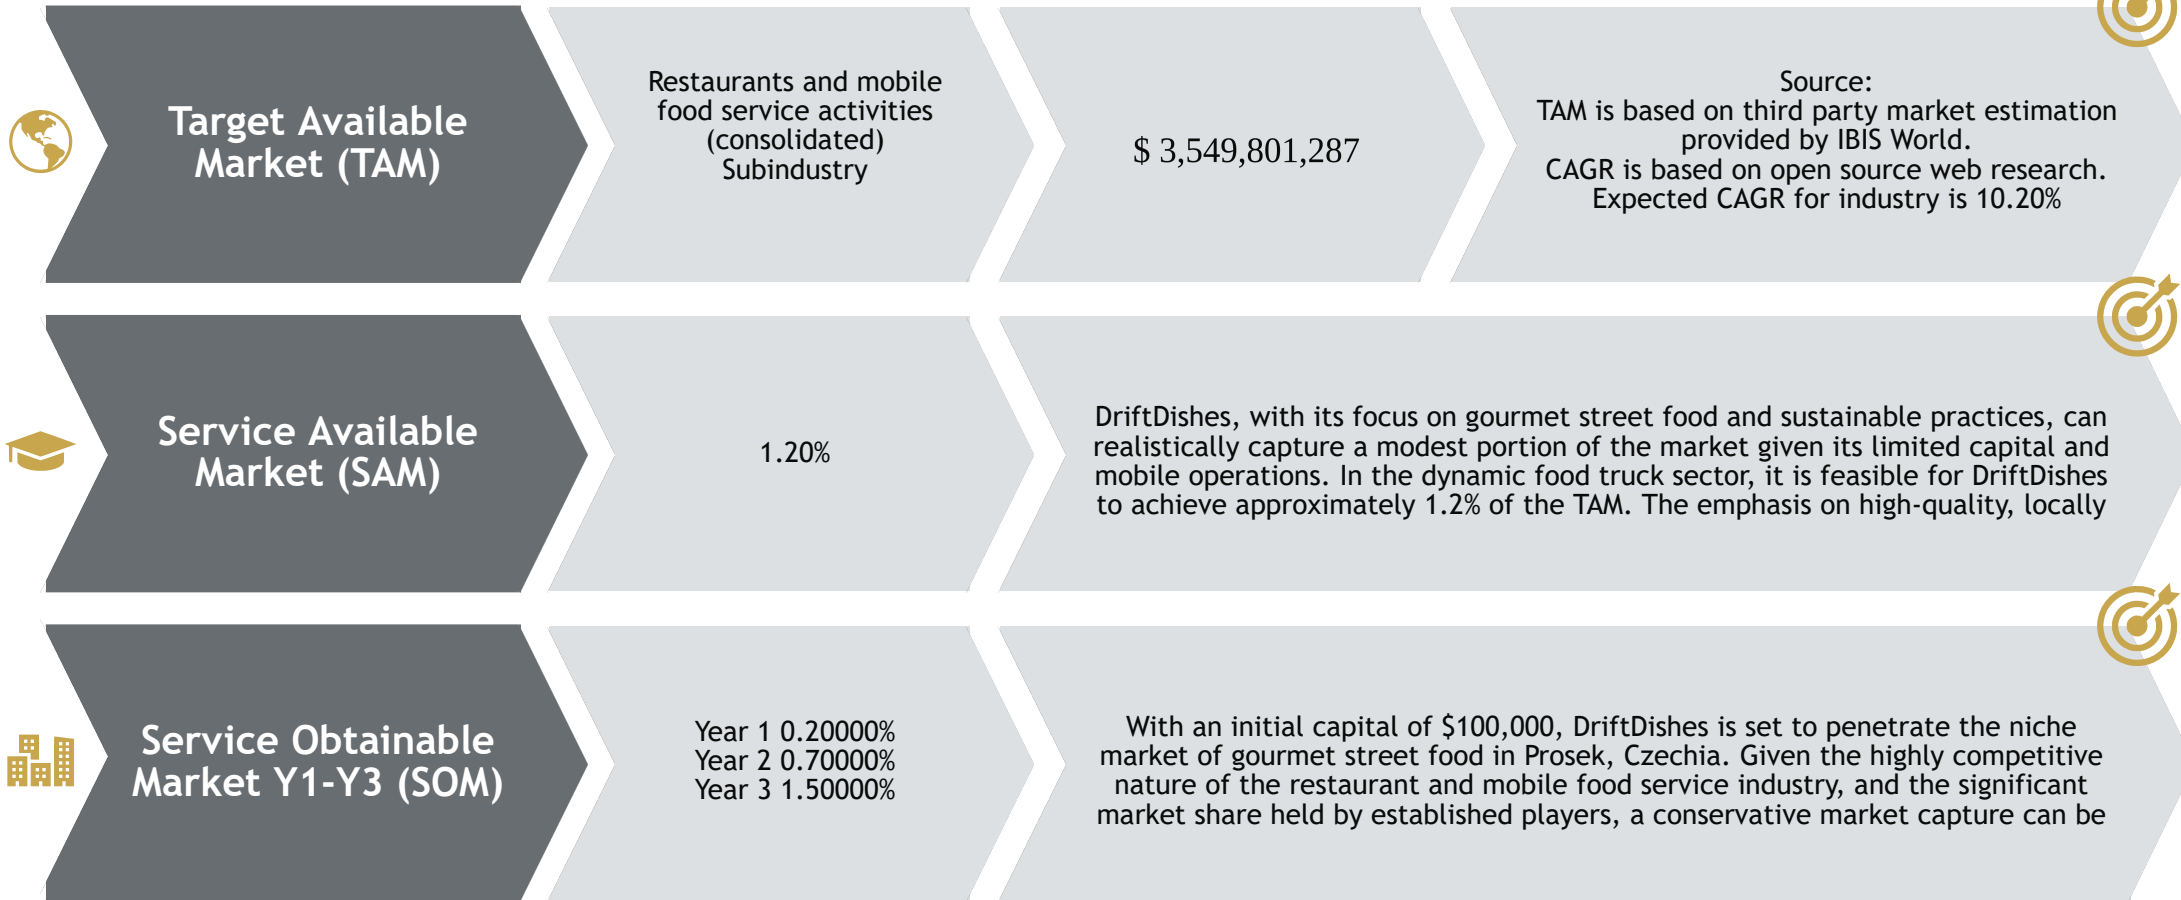 Target Available
Market (TAM)
Restaurants and mobile
food service activities
(consolidated)
Subindustry
$ 3,549,801,287
Source:
TAM is based on third party market estimation
provided by IBIS World.
CAGR is based on open source web research.
Expected CAGR for industry is 10.20%
Service Available
Market (SAM)
1.20%
DriftDishes, with its focus on gourmet street food and sustainable practices, can
realistically capture a modest portion of the market given its limited capital and
mobile operations. In the dynamic food truck sector, it is feasible for DriftDishes
to achieve approximately 1.2% of the TAM. The emphasis on high-quality, locally
Service Obtainable
Market Y1-Y3 (SOM)
Year 1 0.20000%
Year 2 0.70000%
Year 3 1.50000%
With an initial capital of $100,000, DriftDishes is set to penetrate the niche
market of gourmet street food in Prosek, Czechia. Given the highly competitive
nature of the restaurant and mobile food service industry, and the significant
market share held by established players, a conservative market capture can be